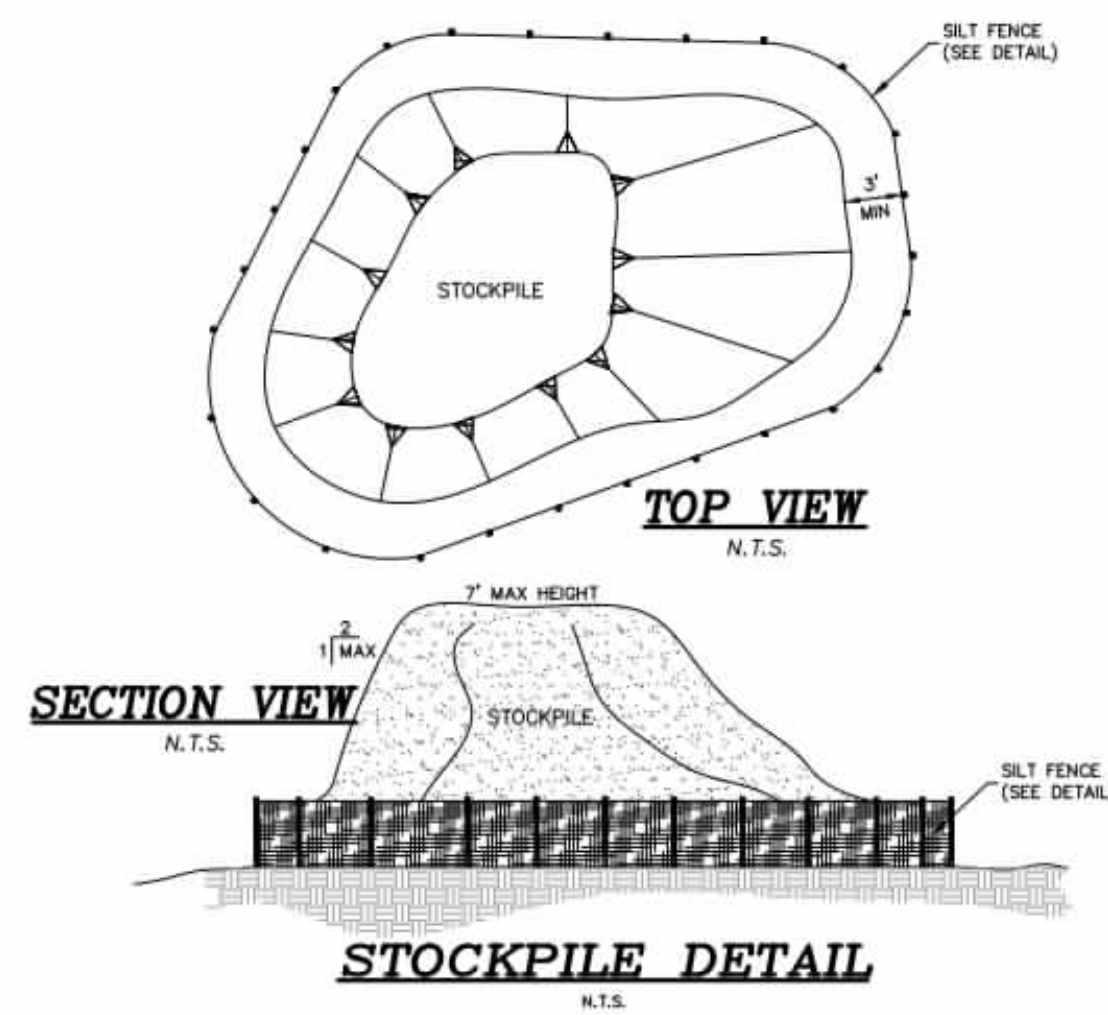 SILT FENCE
(SEE DETAIL)
3'
MIN
STOCKPILE
TOP VIEW
N.T.S.
7' MAX HEIGHT
2
1 MAX
SECTION VIEW
N.T.S.
STOCKPILE
SILT FENCE
(SEE DETAIL
STOCKPILE DETAIL
N.T.S.